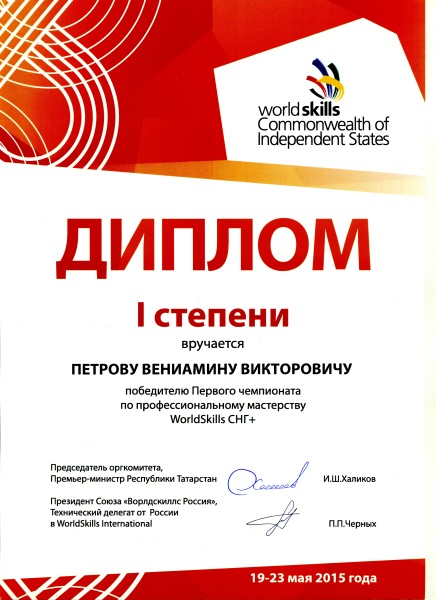 worldskills
Commonwealth of
Independent States
ДИПЛОМ
I степени
вручается
ПЕТРОВУ ВЕНИАМИНУ ВИКТОРОВИЧУ
победителю Первого чемпионата
по профессиональному мастерству
WorldSkills СНГ+
Председатель оргкомитета,
Премьер-министр Республики Татарстан
И.Ш.Халиков
Президент Союза «Ворлдскиллс Россия»,
Технический делегат от России
в WorldSkills International
П.П.Черных
19-23 мая 2015 года